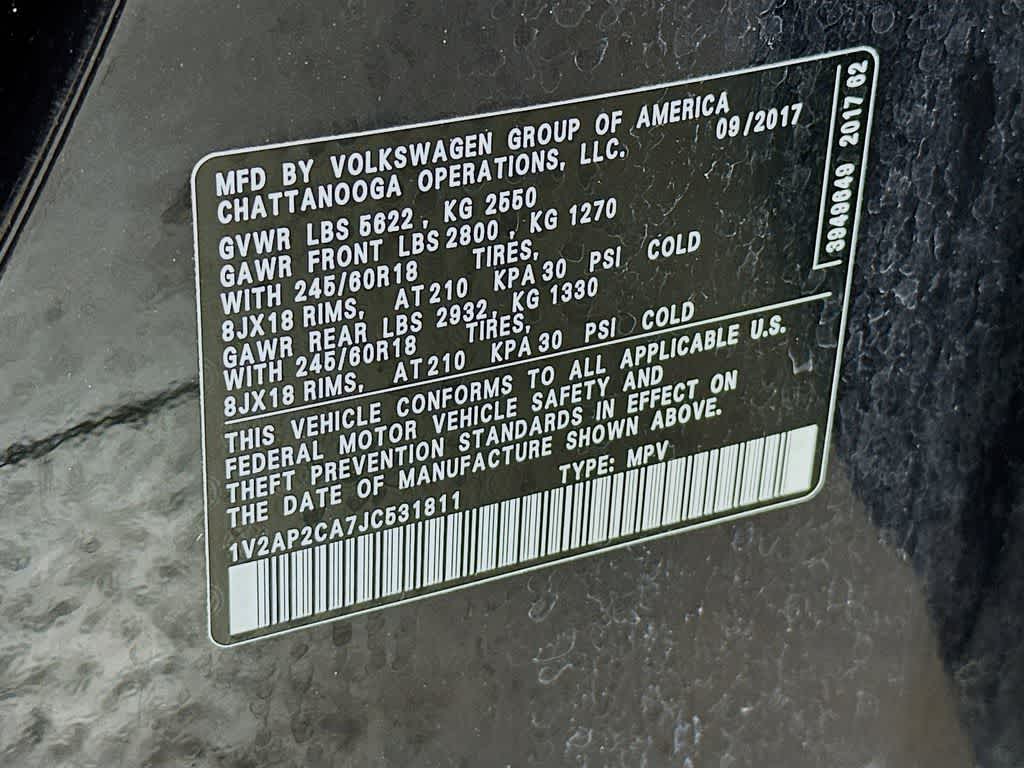 MFD BY VOLKSWAGEN GROUP OF AMERICA
CHATTANOOGA OPERATIONS, LLC. 09/2017
GVWR LBS 5622, KG 2550
GAWR FRONT LBS 2800, KG 1270
WITH 245/60R18 TIRES,
8JX18 RIMS, AT 210 KPA 30 PSI COLD
GAWR REAR LBS 2932, KG 1330
WITH 245/60R18 TIRES,
8JX18 RIMS, AT 210 KPA 30 PSI COLD
THIS VEHICLE CONFORMS TO ALL APPLICABLE U.S.
FEDERAL MOTOR VEHICLE SAFETY AND
THEFT PREVENTION STANDARDS IN EFFECT ON
THE DATE OF MANUFACTURE SHOWN ABOVE.
1V2AP2CA7JC531811 TYPE: MPV
3949649 2017 62